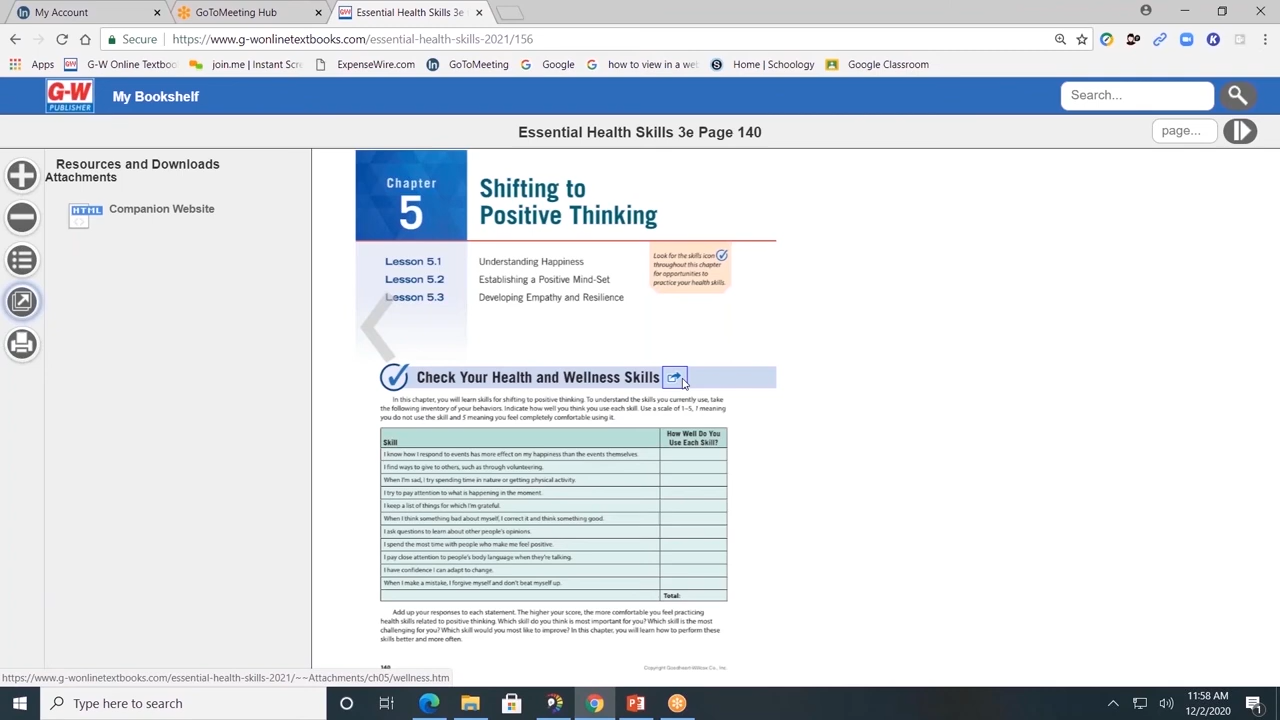 My Account
GoToMeeting
Essential Health Skills 3e
Secure
https://www.g-wonlinetextbooks.com/essential-health-skills-2021/156
Apps
G-W Online Textbo
join.me | Instant Scre
ExpenseWire.com
GoToMeeting
Google
how to view in a web
Home | Schoology
Google Classroom
G-W
PUBLISHER
My Bookshelf
Search...
Essential Health Skills 3e Page 140
page...
Resources and Downloads
Attachments
HTML
Companion Website
Chapter
5
Shifting to
Positive Thinking
Lesson 5.1 Understanding Happiness
Lesson 5.2 Establishing a Positive Mind-Set
Lesson 5.3 Developing Empathy and Resilience
Look for the skills icon
throughout this chapter
for opportunities to
practice your health skills.
Check Your Health and Wellness Skills
In this chapter, you will learn skills for shifting to positive thinking. To understand the skills you currently use, take
the following inventory of your behaviors. Indicate how well you think you use each skill. Use a scale of 1–5, 1 meaning
you do not use the skill and 5 meaning you feel completely comfortable using it.
Skill
How Well Do You
Use Each Skill?
I know how I respond to events has more effect on my happiness than the events themselves.
I find ways to give to others, such as through volunteering.
When I'm sad, I try spending time in nature or getting physical activity.
I try to pay attention to what is happening in the moment.
I keep a list of things for which I'm grateful.
When I think something bad about myself, I correct it and think something good.
I ask questions to learn about other people's opinions.
I spend the most time with people who make me feel positive.
I pay close attention to people's body language when they're talking.
I have confidence I can adapt to change.
When I make a mistake, I forgive myself and don't beat myself up.
Total:
Add up your responses to each statement. The higher your score, the more comfortable you feel practicing
health skills related to positive thinking. Which skill do you think is most important for you? Which skill is the most
challenging for you? Which skill would you most like to improve? In this chapter, you will learn how to perform these
skills better and more often.
140
Copyright Goodheart-Willcox Co., Inc.
ttps://www.g-wonlinetextbooks.com/essential-health-skills-2021/~~Attachments/ch05/wellness.htm
Type here to search
11:58 AM
12/2/2020